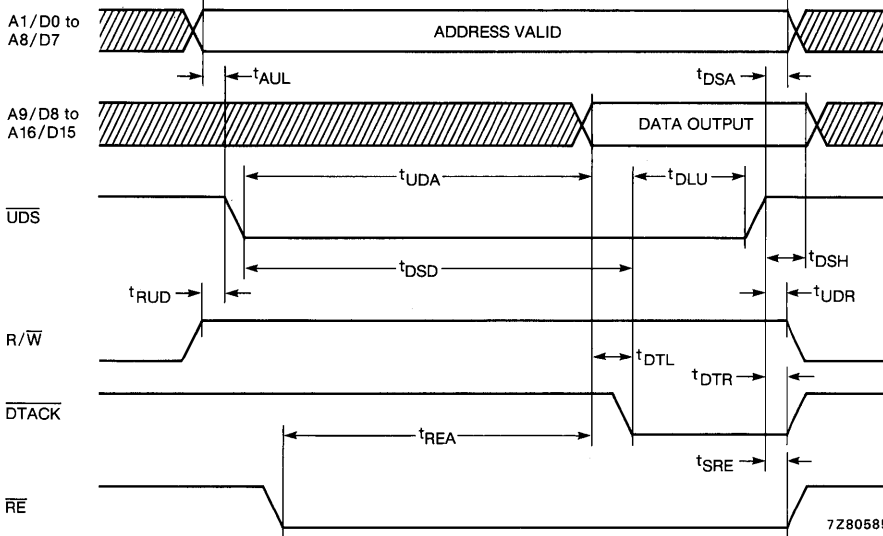 A1/D0 to
A8/D7
ADDRESS VALID
tAUL
tDSA
A9/D8 to
A16/D15
DATA OUTPUT
tUDA
tDLU
UDS
tDSD
tDSH
tRUD
tUDR
R/W
tDTL
tDTR
DTACK
tREA
tSRE
RE